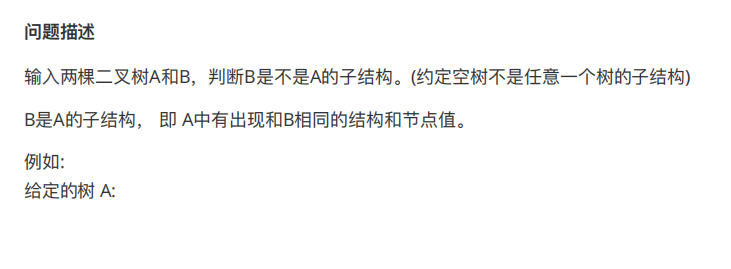 问题描述
输入两棵二叉树A和B，判断B是不是A的子结构。(约定空树不是任意一个树的子结构)
B是A的子结构， 即 A中有出现和B相同的结构和节点值。
例如:
给定的树 A: